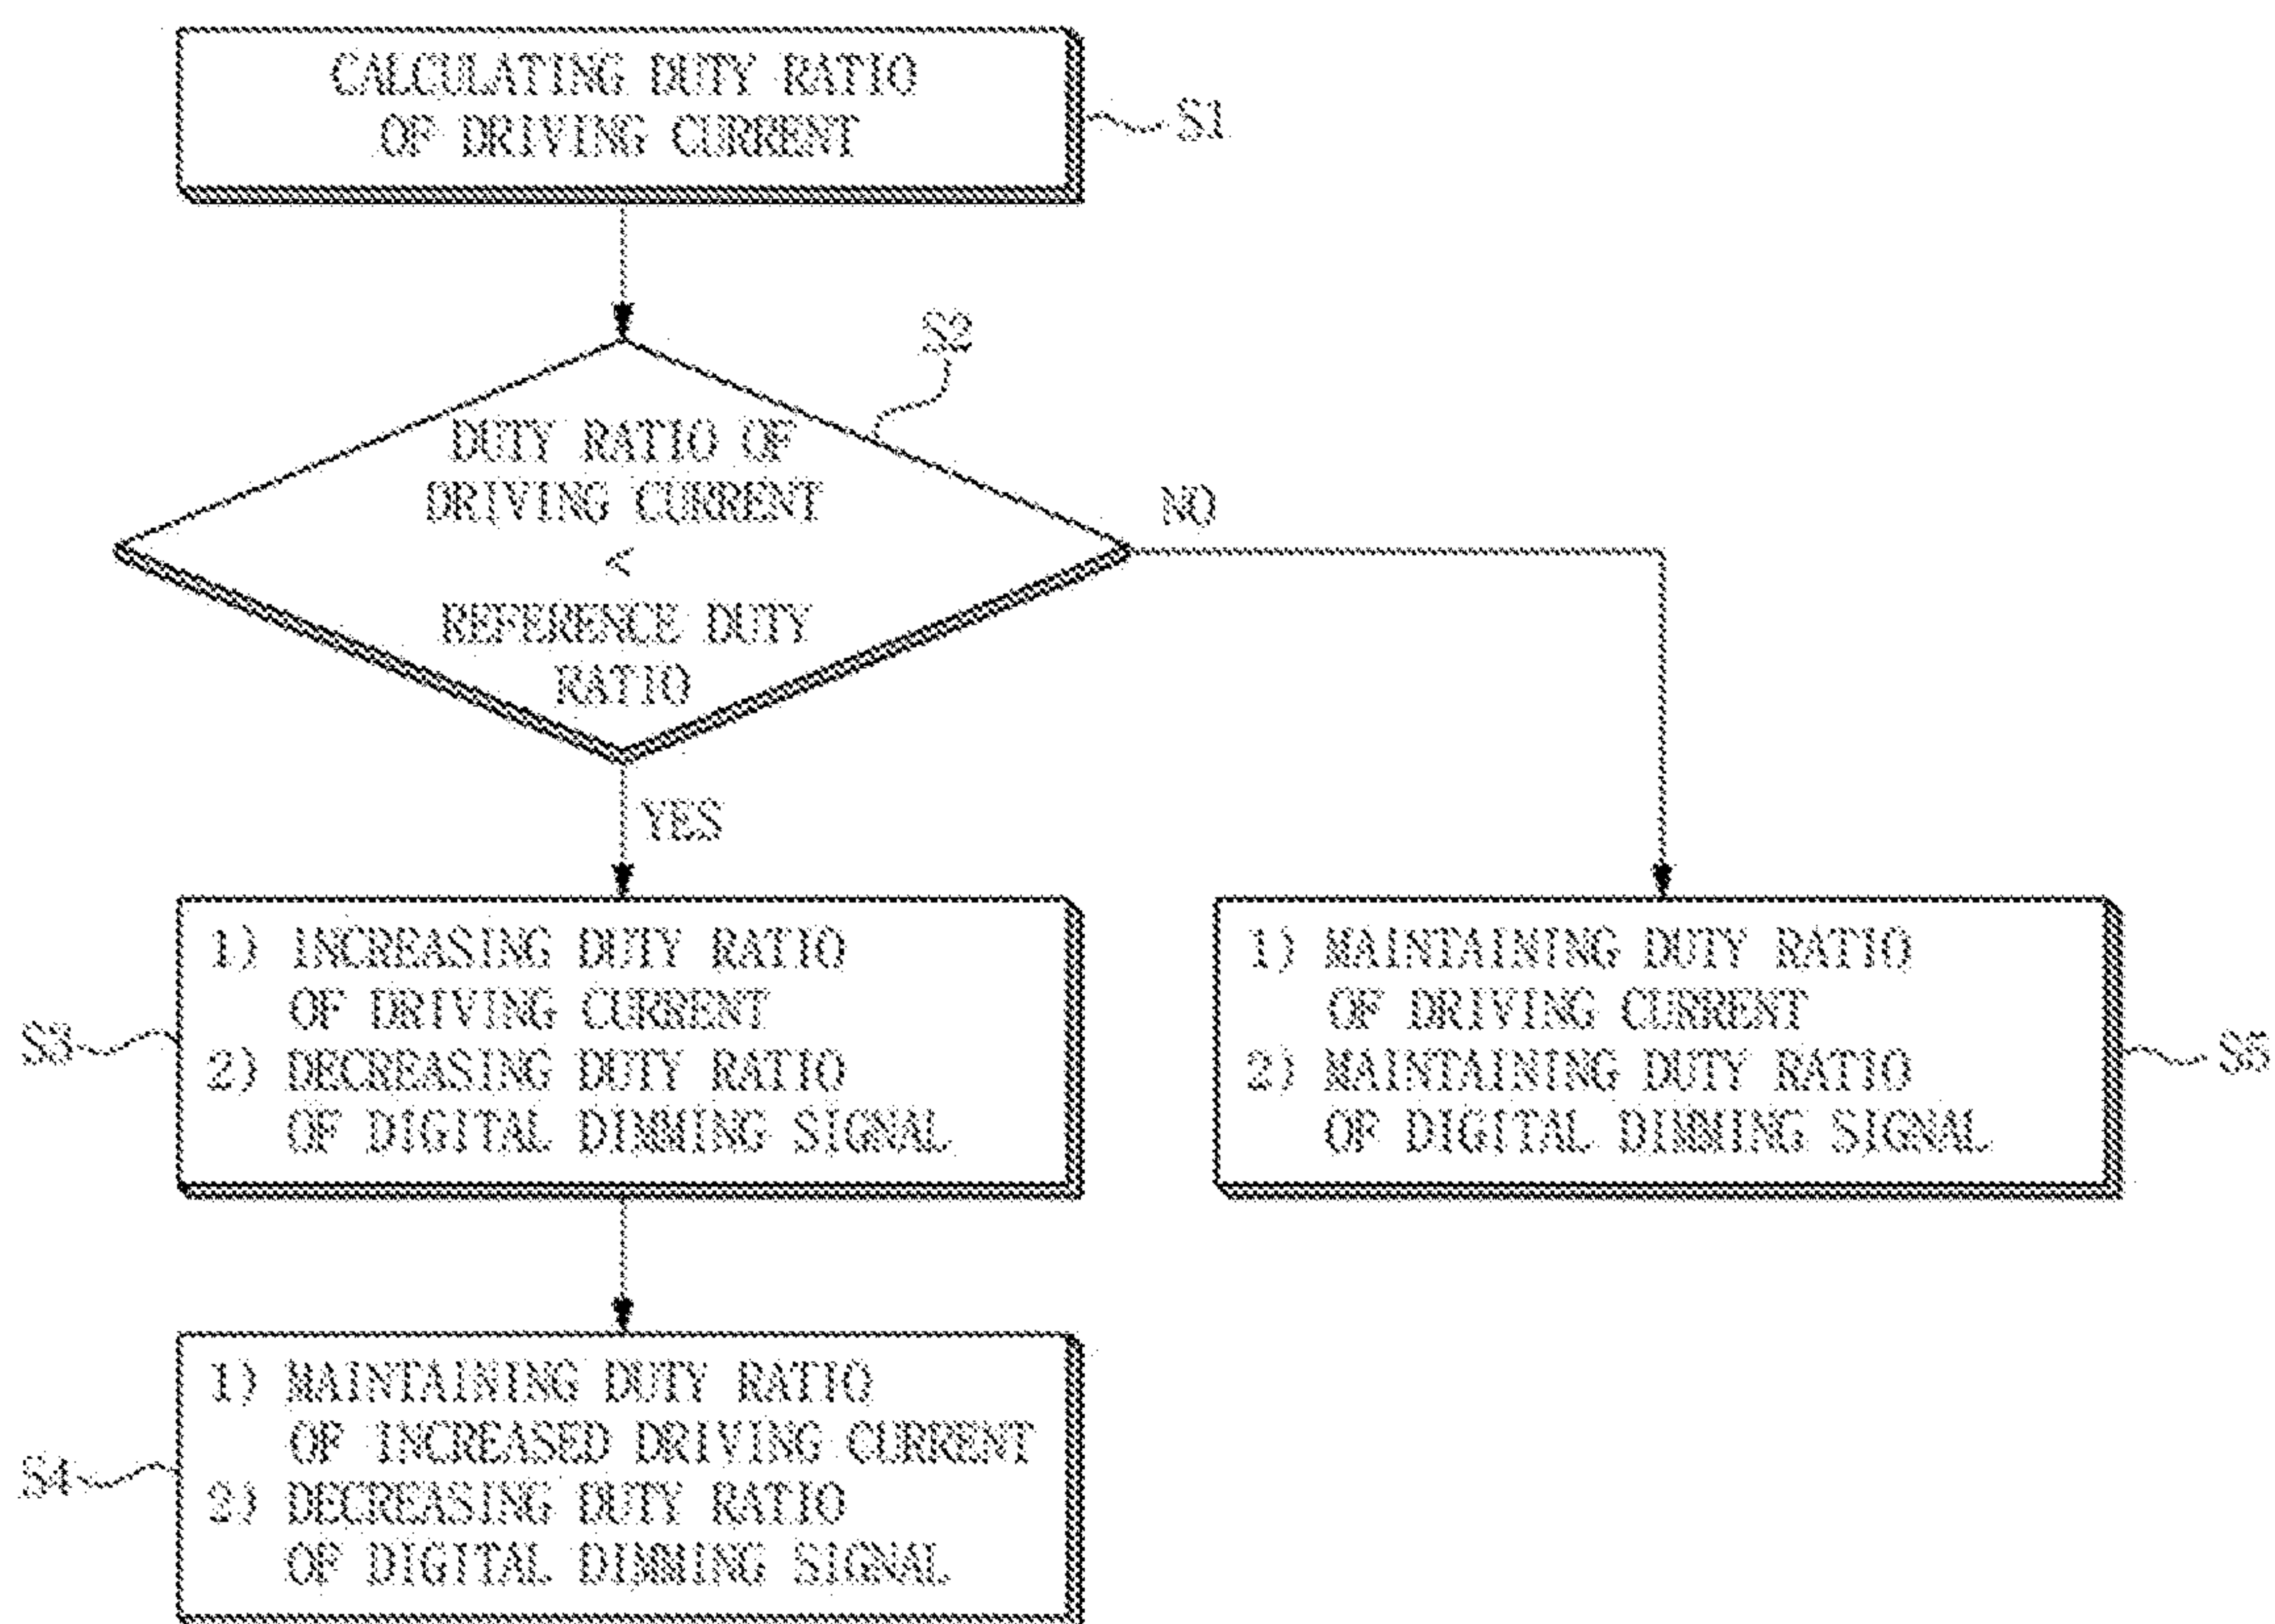 CALCULATING DUTY RATIO
OF DRIVING CURRENT
S1
S2
DUTY RATIO OF
DRIVING CURRENT
<
REFERENCE DUTY
RATIO
NO
YES
1) INCREASING DUTY RATIO
OF DRIVING CURRENT
2) DECREASING DUTY RATIO
OF DIGITAL DIMMING SIGNAL
S3
1) MAINTAINING DUTY RATIO
OF DRIVING CURRENT
2) MAINTAINING DUTY RATIO
OF DIGITAL DIMMING SIGNAL
S5
1) MAINTAINING DUTY RATIO
OF INCREASED DRIVING CURRENT
2) DECREASING DUTY RATIO
OF DIGITAL DIMMING SIGNAL
S4